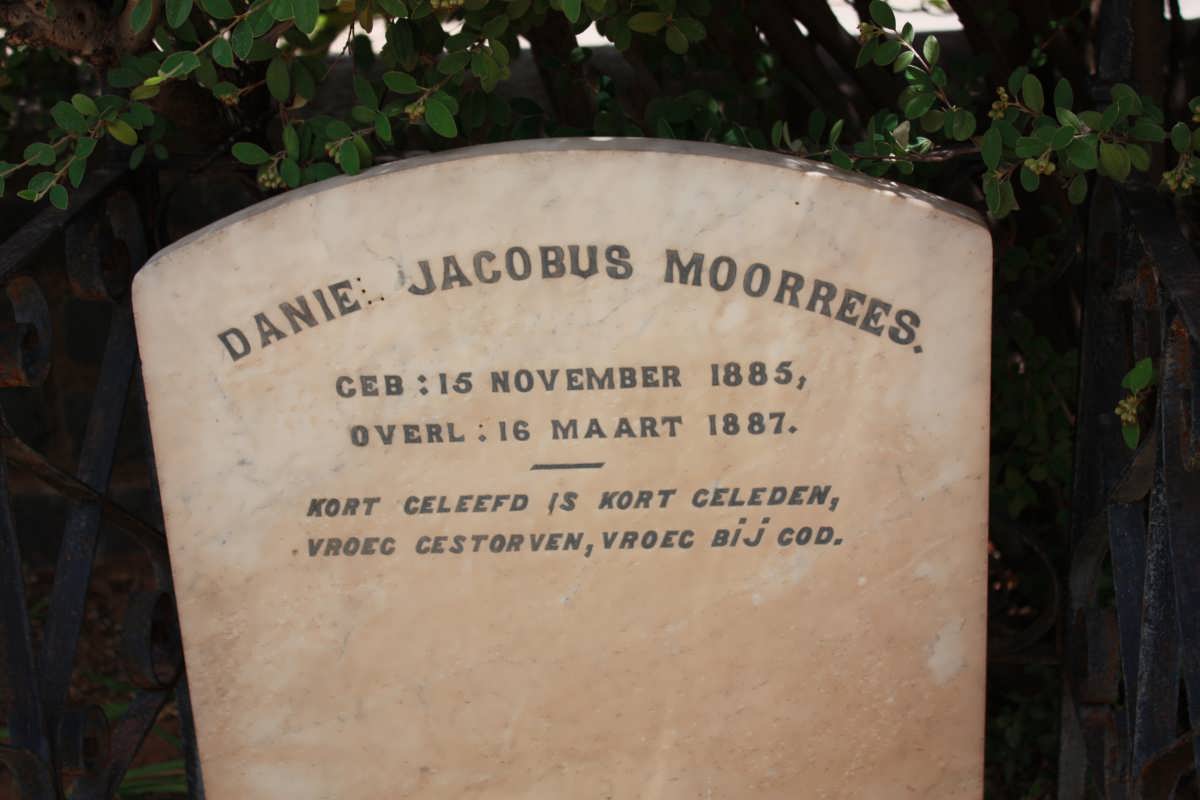 DANIEL JACOBUS MOORREES.
GEB: 15 NOVEMBER 1885,
OVERL: 16 MAART 1887.
KORT GELEEFD IS KORT GELEDEN,
VROEG GESTORVEN, VROEG BIJ GOD.